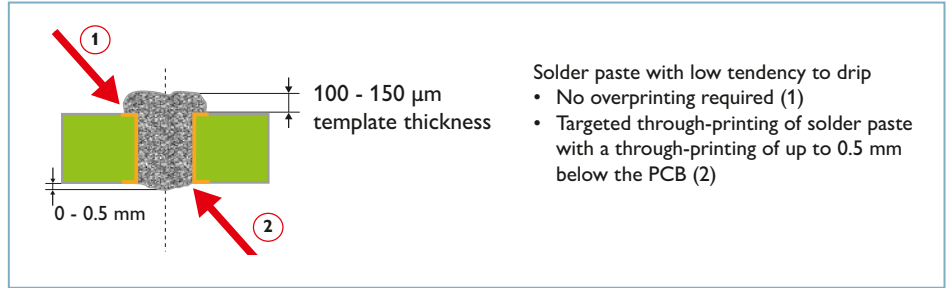 1
100 - 150 µm
template thickness
0 - 0.5 mm
2
Solder paste with low tendency to drip
• No overprinting required (1)
• Targeted through-printing of solder paste
with a through-printing of up to 0.5 mm
below the PCB (2)